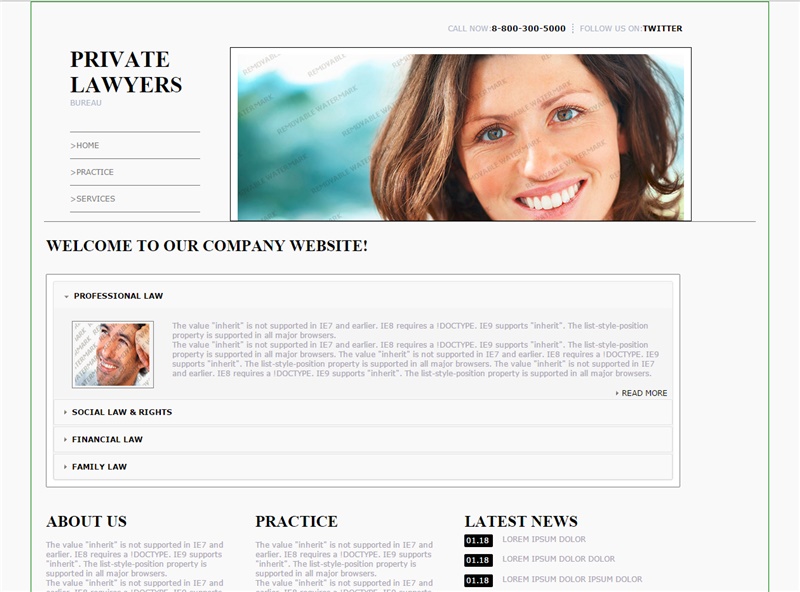 CALL NOW:8-800-300-5000 FOLLOW US ON:TWITTER
PRIVATE
LAWYERS
BUREAU
>HOME
>PRACTICE
>SERVICES
REMOVABLE WATERMARK
REMOVABLE WATERMARK
REMOVABLE WATERMARK
WELCOME TO OUR COMPANY WEBSITE!
PROFESSIONAL LAW
The value "inherit" is not supported in IE7 and earlier. IE8 requires a !DOCTYPE. IE9 supports "inherit". The list-style-position
property is supported in all major browsers.
The value "inherit" is not supported in IE7 and earlier. IE8 requires a !DOCTYPE. IE9 supports "inherit". The list-style-position
property is supported in all major browsers. The value "inherit" is not supported in IE7 and earlier. IE8 requires a !DOCTYPE. IE9
supports "inherit". The list-style-position property is supported in all major browsers. The value "inherit" is not supported in IE7
and earlier. IE8 requires a !DOCTYPE. IE9 supports "inherit". The list-style-position property is supported in all major browsers.
READ MORE
SOCIAL LAW & RIGHTS
FINANCIAL LAW
FAMILY LAW
ABOUT US
The value "inherit" is not supported in IE7 and
earlier. IE8 requires a !DOCTYPE. IE9 supports
"inherit". The list-style-position property is
supported in all major browsers.
The value "inherit" is not supported in IE7 and
PRACTICE
The value "inherit" is not supported in IE7 and
earlier. IE8 requires a !DOCTYPE. IE9 supports
"inherit". The list-style-position property is
supported in all major browsers.
The value "inherit" is not supported in IE7 and
LATEST NEWS
01.18 LOREM IPSUM DOLOR
01.18 LOREM IPSUM DOLOR DOLOR
01.18 LOREM IPSUM DOLOR IPSUM DOLOR